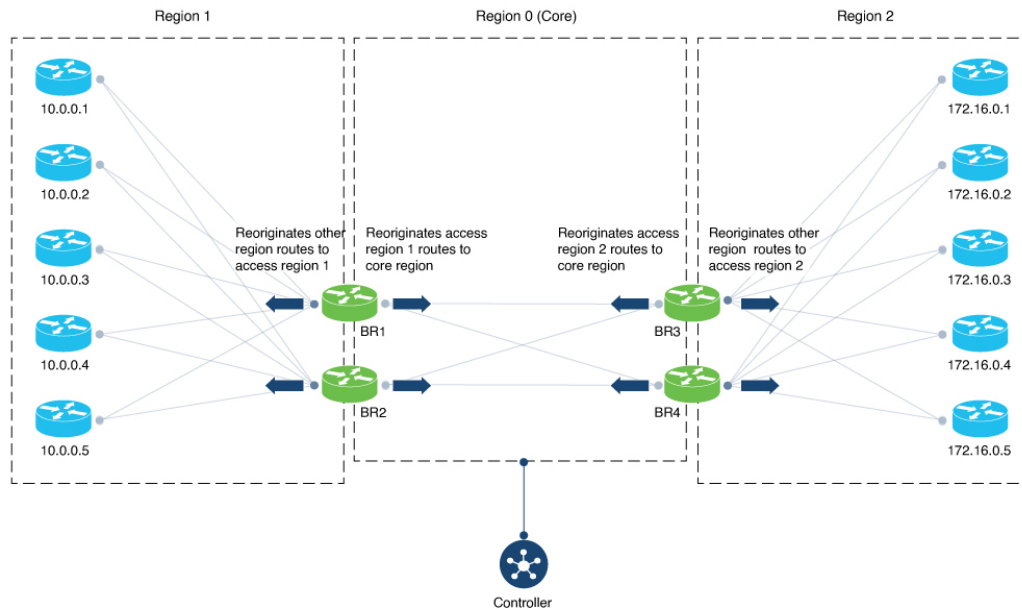 Region 1
Region 0 (Core)
Region 2
10.0.0.1
172.16.0.1
10.0.0.2
172.16.0.2
Reoriginates other
region routes to
access region 1
Reoriginates access
region 1 routes to
core region
Reoriginates access
region 2 routes to
core region
Reoriginates other
region routes to
access region 2
10.0.0.3
172.16.0.3
BR1
BR3
10.0.0.4
172.16.0.4
BR2
BR4
10.0.0.5
172.16.0.5
Controller